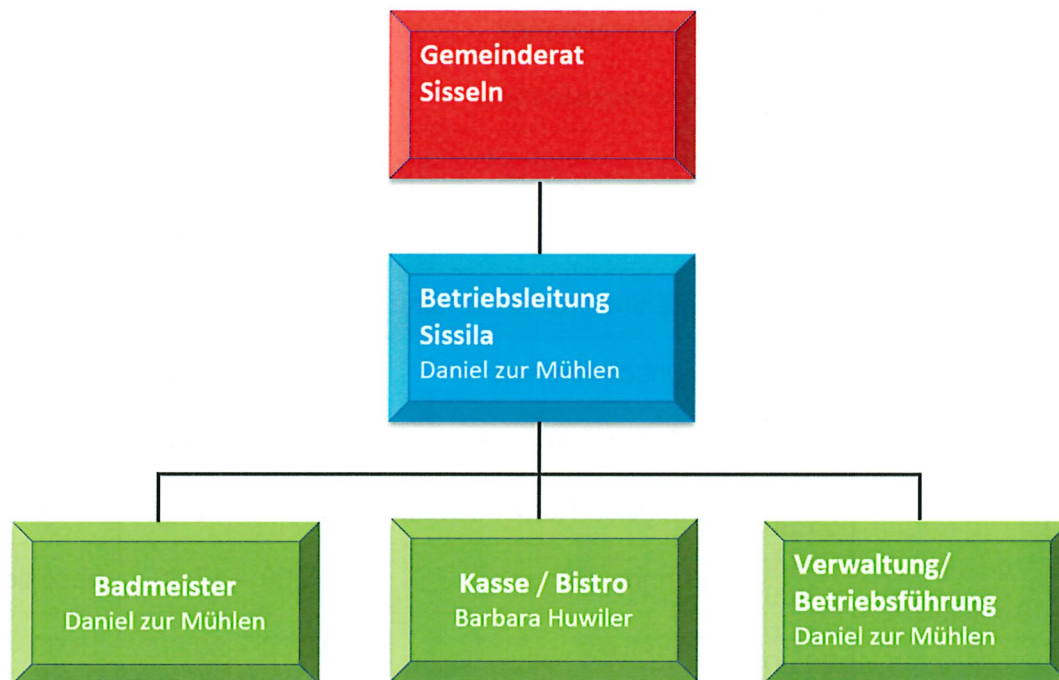 Gemeinderat
Sisseln
Betriebsleitung
Sissila
Daniel zur Mühlen
Badmeister
Daniel zur Mühlen
Kasse / Bistro
Barbara Huwiler
Verwaltung/
Betriebsführung
Daniel zur Mühlen